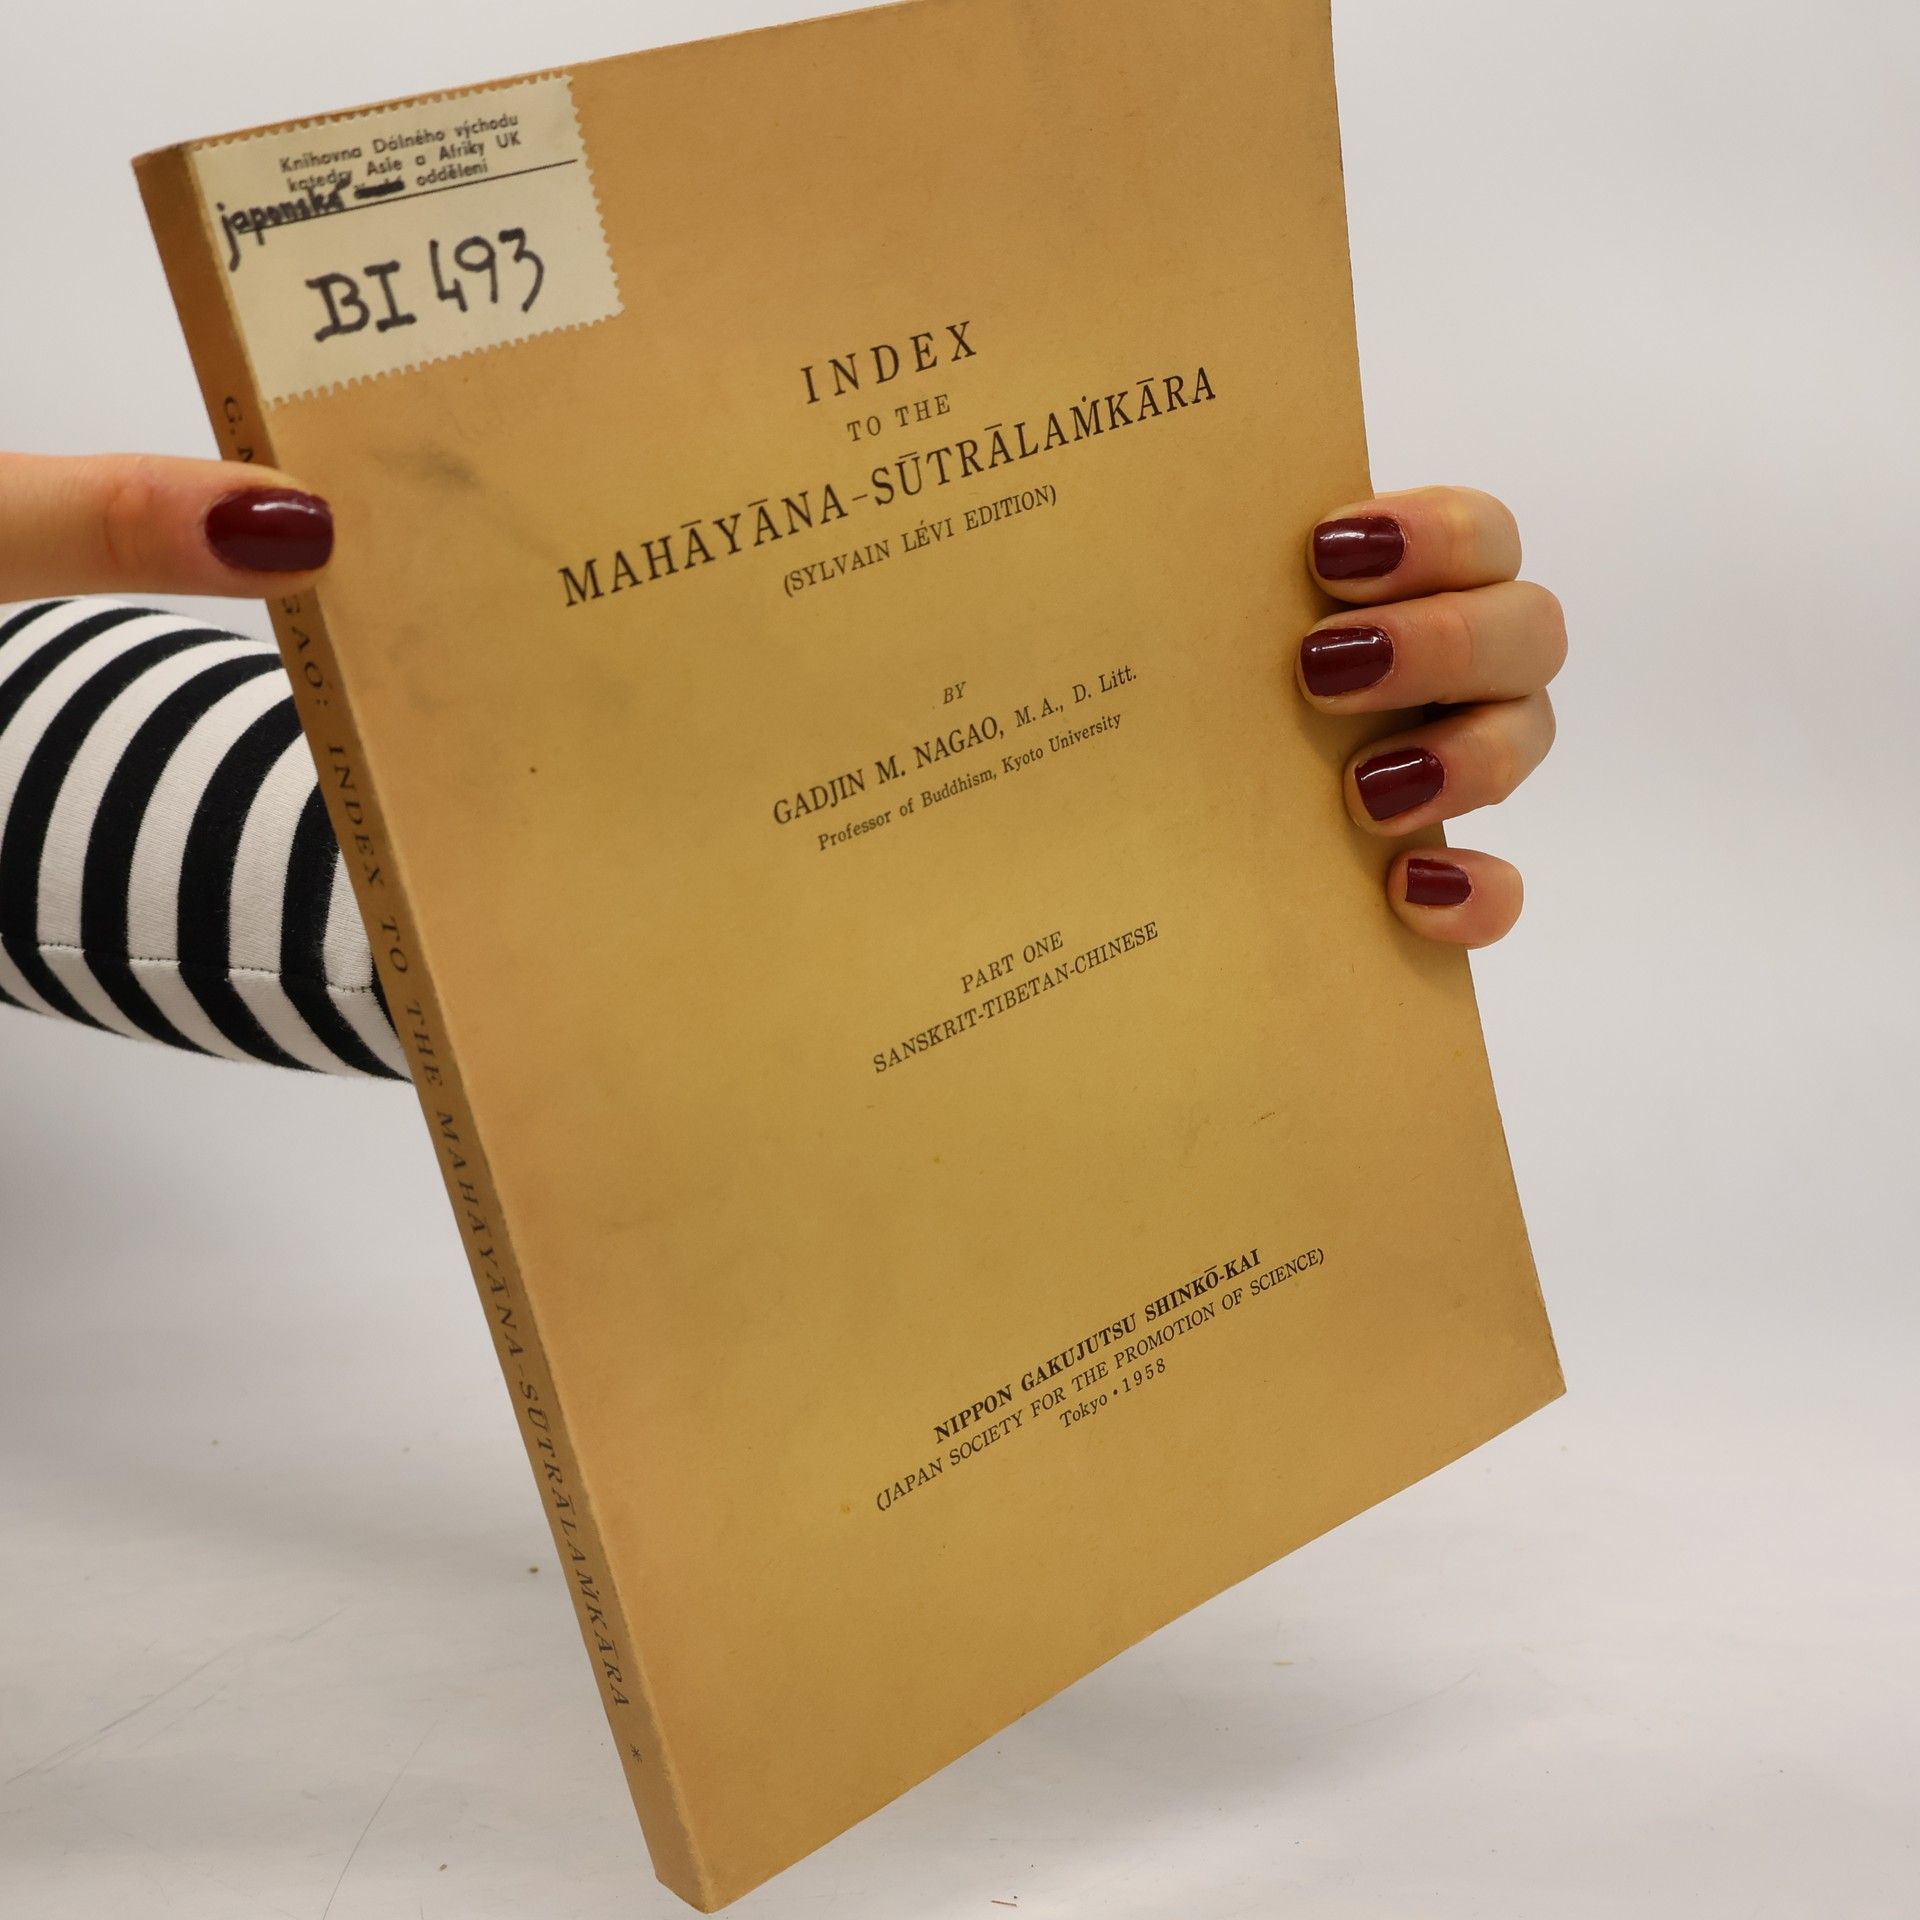 Knihovna Dálného východu
katedry Asie a Afriky UK
japonské oddělení
BI 493
INDEX
TO THE
MAHĀYĀNA-SŪTRĀLAṀKĀRA
(SYLVAIN LÉVI EDITION)
BY
GADJIN M. NAGAO, M. A., D. Litt.
Professor of Buddhism, Kyoto University
PART ONE
SANSKRIT-TIBETAN-CHINESE
NIPPON GAKUJUTSU SHINKŌ-KAI
(JAPAN SOCIETY FOR THE PROMOTION OF SCIENCE)
Tokyo • 1958
G. GAO: INDEX TO THE MAHĀYĀNA-SŪTRĀLAṀKĀRA *